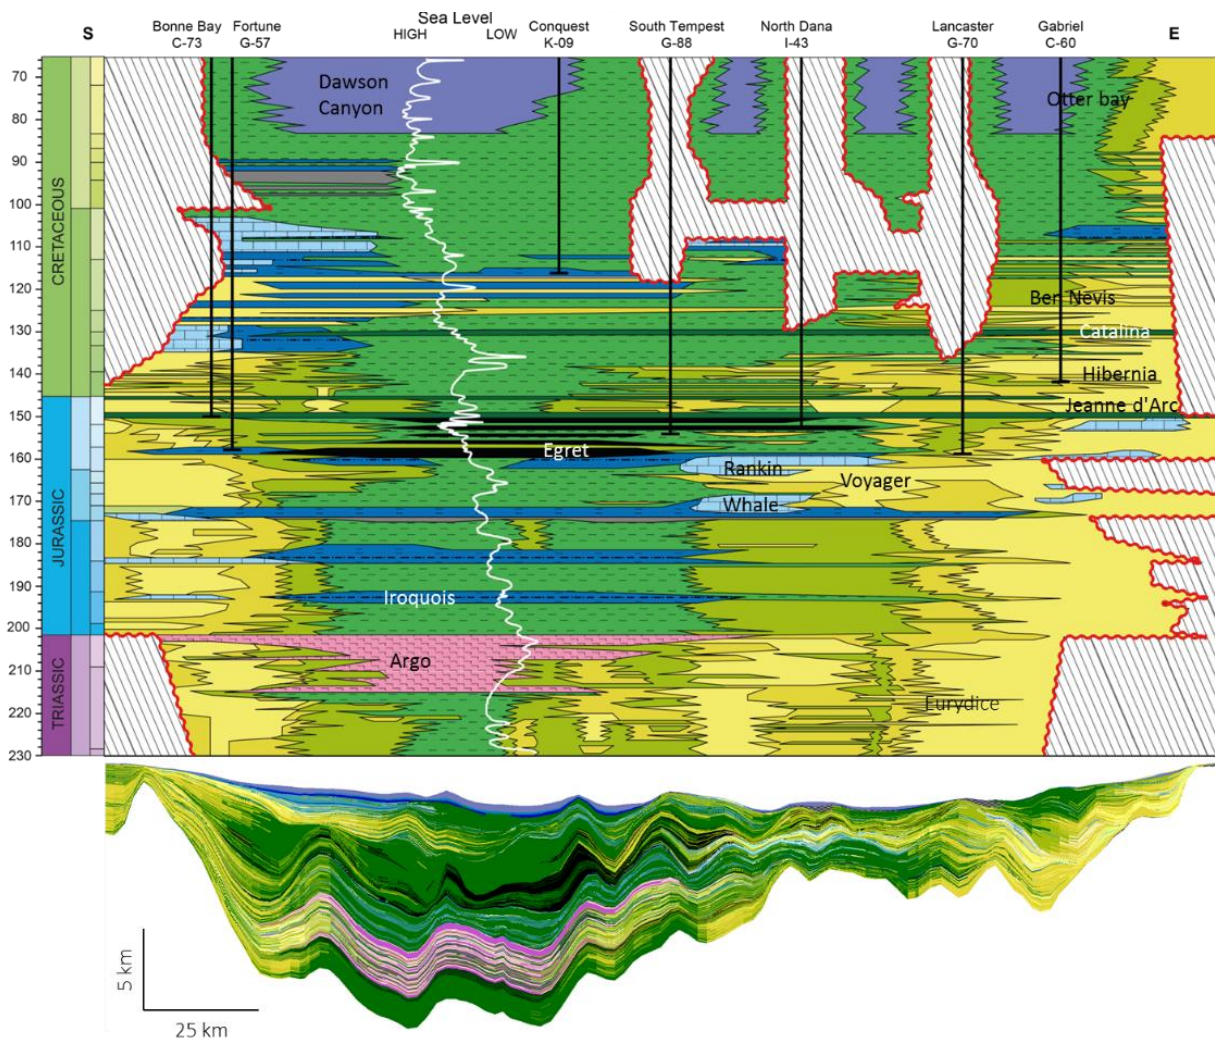 Sea Level
S
Bonne Bay
C-73
Fortune
G-57
HIGH
LOW
Conquest
K-09
South Tempest
G-88
North Dana
I-43
Lancaster
G-70
Gabriel
C-60
E
70
80
90
100
110
120
130
140
150
160
170
180
190
200
210
220
230
CRETACEOUS
JURASSIC
TRIASSIC
Dawson
Canyon
Otter bay
Ben Nevis
Catalina
Hibernia
Jeanne d'Arc
Egret
Rankin
Voyager
Whale
Iroquois
Argo
Eurydice
5 km
25 km